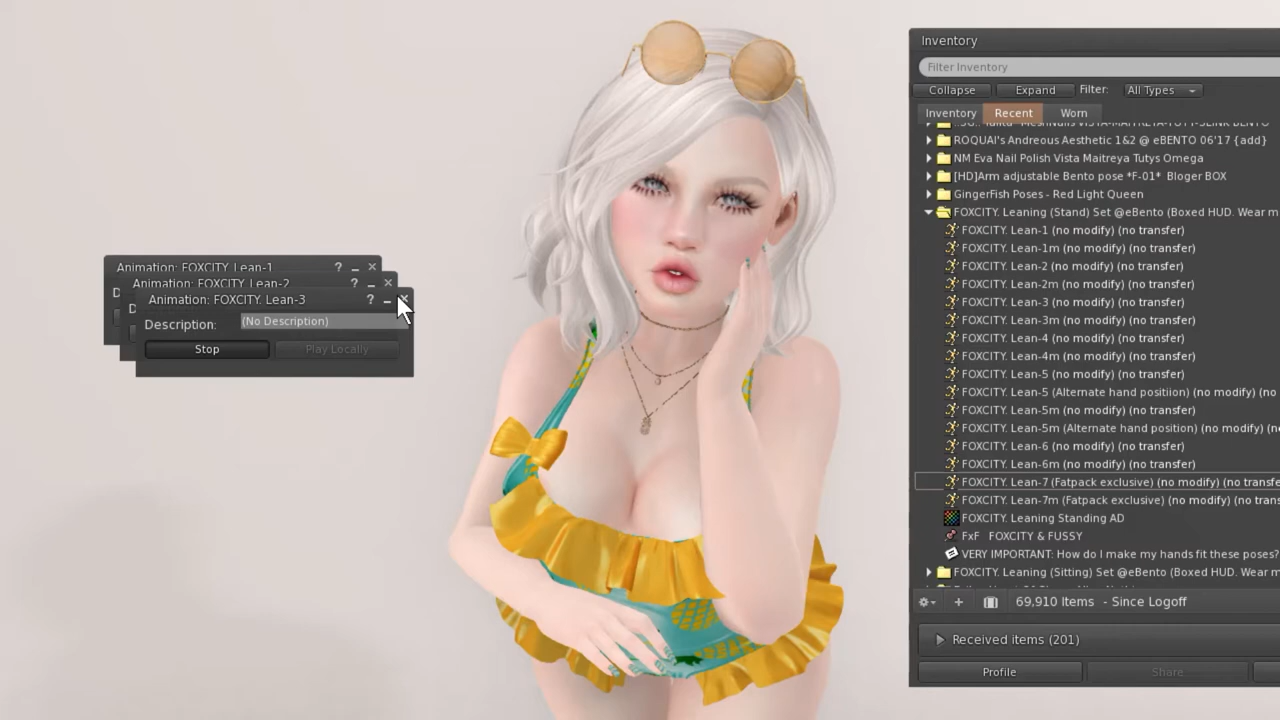 Animation: FOXCITY. Lean-1
Animation: FOXCITY. Lean-2
Animation: FOXCITY. Lean-3
Description:
(No Description)
Stop
Play Locally
Inventory
Filter Inventory
Collapse
Expand
Filter:
All Types
Inventory
Recent
Worn
ROQUAI's Andreous Aesthetic 1&2 @ eBENTO 06'17 {add}
NM Eva Nail Polish Vista Maitreya Tutys Omega
[HD]Arm adjustable Bento pose *F-01* Bloger BOX
GingerFish Poses - Red Light Queen
FOXCITY. Leaning (Stand) Set @eBento (Boxed HUD. Wear m
FOXCITY. Lean-1 (no modify) (no transfer)
FOXCITY. Lean-1m (no modify) (no transfer)
FOXCITY. Lean-2 (no modify) (no transfer)
FOXCITY. Lean-2m (no modify) (no transfer)
FOXCITY. Lean-3 (no modify) (no transfer)
FOXCITY. Lean-3m (no modify) (no transfer)
FOXCITY. Lean-4 (no modify) (no transfer)
FOXCITY. Lean-4m (no modify) (no transfer)
FOXCITY. Lean-5 (no modify) (no transfer)
FOXCITY. Lean-5 (Alternate hand positiion) (no modify) (no
FOXCITY. Lean-5m (no modify) (no transfer)
FOXCITY. Lean-5m (Alternate hand position) (no modify) (n
FOXCITY. Lean-6 (no modify) (no transfer)
FOXCITY. Lean-6m (no modify) (no transfer)
FOXCITY. Lean-7 (Fatpack exclusive) (no modify) (no transfe
FOXCITY. Lean-7m (Fatpack exclusive) (no modify) (no tran
FOXCITY. Leaning Standing AD
FxF FOXCITY & FUSSY
VERY IMPORTANT: How do I make my hands fit these poses?
FOXCITY. Leaning (Sitting) Set @eBento (Boxed HUD. Wear m
69,910 Items - Since Logoff
Received items (201)
Profile
Share